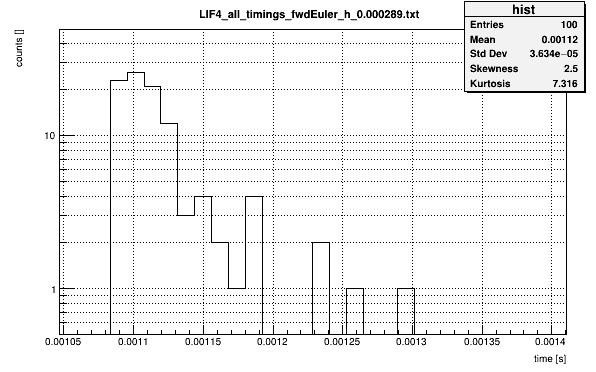 LIF4_all_timings_fwdEuler_h_0.000289.txt
hist
Entries 100
Mean 0.00112
Std Dev 3.634e−05
Skewness 2.5
Kurtosis 7.316
counts []
10
1
0.00105 0.0011 0.00115 0.0012 0.00125 0.0013 0.00135 0.0014
time [s]